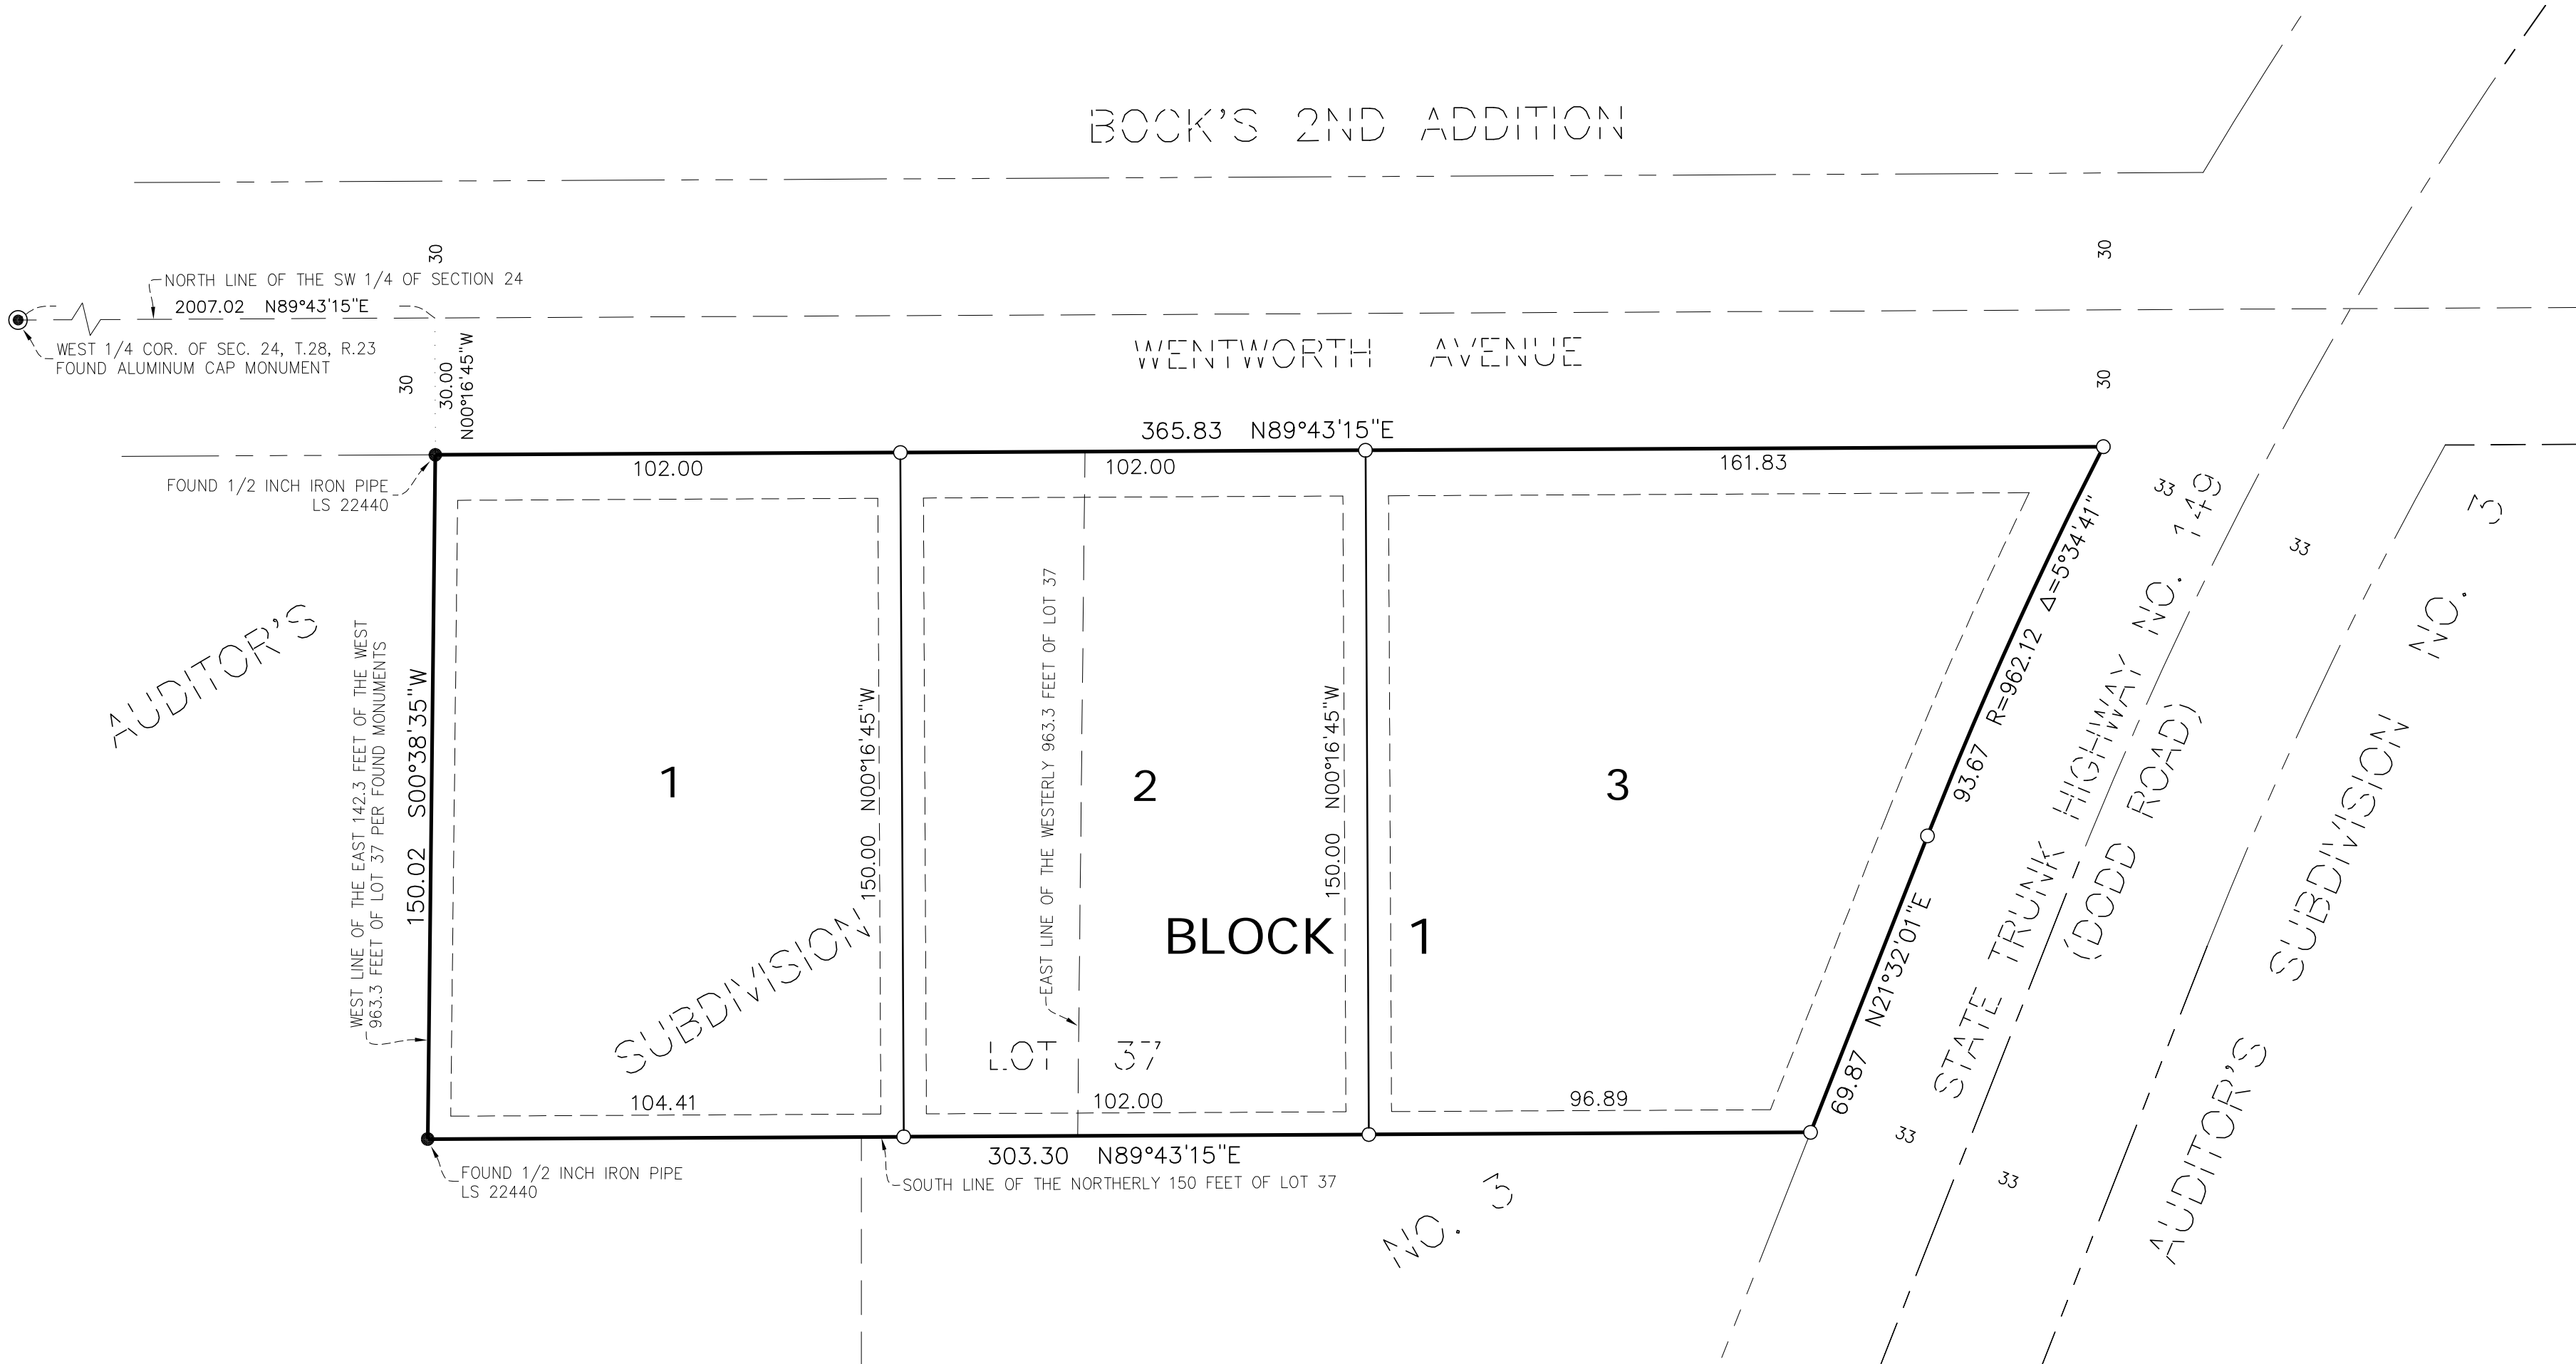 BOCK'S 2ND ADDITION
30
30
NORTH LINE OF THE SW 1/4 OF SECTION 24
2007.02 N89°43'15"E
WEST 1/4 COR. OF SEC. 24, T.28, R.23
FOUND ALUMINUM CAP MONUMENT
30
30.00
N00°16'45"W
WENTWORTH AVENUE
30
365.83 N89°43'15"E
102.00
102.00
161.83
FOUND 1/2 INCH IRON PIPE
LS 22440
AUDITOR'S
SUBDIVISION
NO. 3
WEST LINE OF THE EAST 142.3 FEET OF THE WEST
963.3 FEET OF LOT 37 PER FOUND MONUMENTS
150.02 S00°38'35"W
1
150.00 N00°16'45"W
EAST LINE OF THE WESTERLY 963.3 FEET OF LOT 37
2
150.00 N00°16'45"W
3
BLOCK 1
LOT 37
93.67 R=962.12 Δ=5°34'41"
69.87 N21°32'01"E
33
33
STATE TRUNK HIGHWAY NO. 149
(DODD ROAD)
33
33
AUDITOR'S SUBDIVISION NO. 3
104.41
102.00
96.89
303.30 N89°43'15"E
FOUND 1/2 INCH IRON PIPE
LS 22440
SOUTH LINE OF THE NORTHERLY 150 FEET OF LOT 37